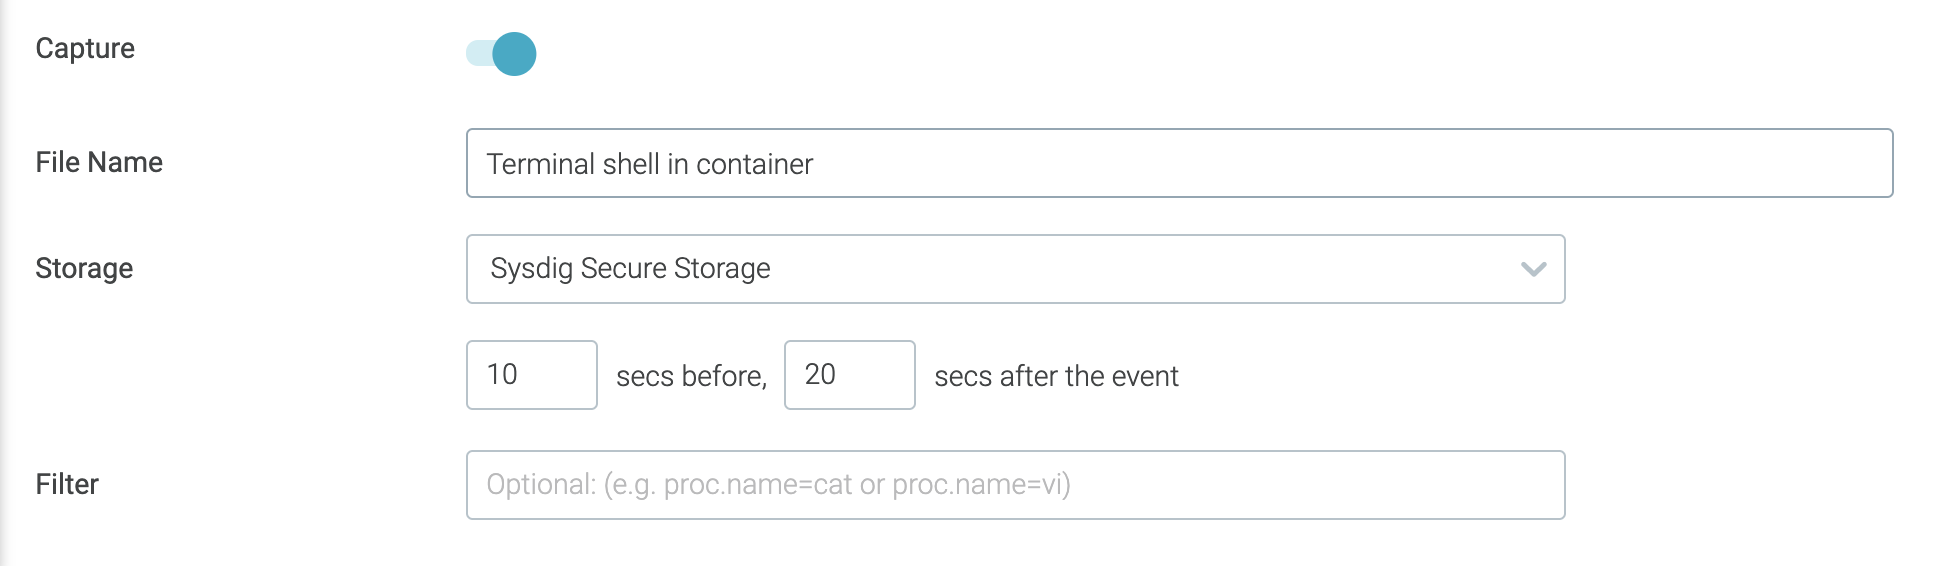 Capture
File Name
Terminal shell in container
Storage
Sysdig Secure Storage
10 secs before, 20 secs after the event
Filter
Optional: (e.g. proc.name=cat or proc.name=vi)